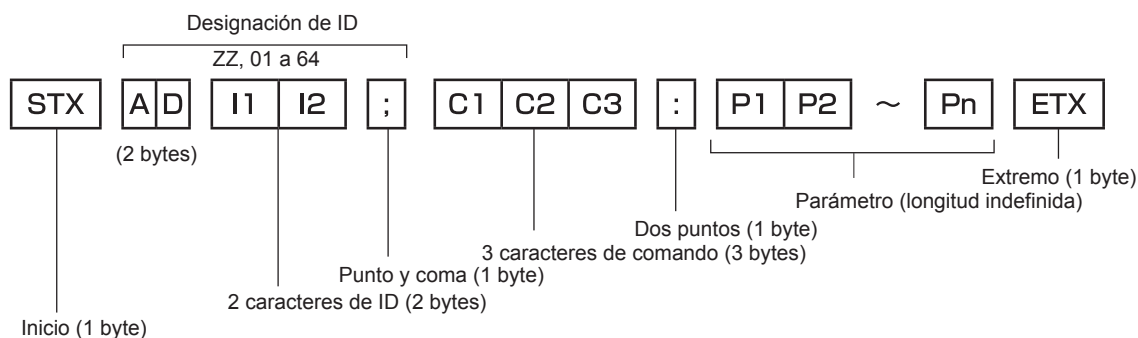 Designación de ID
ZZ, 01 a 64
STX A D I1 I2 ; C1 C2 C3 : P1 P2 ~ Pn ETX
(2 bytes)
Extremo (1 byte)
Parámetro (longitud indefinida)
Dos puntos (1 byte)
3 caracteres de comando (3 bytes)
Punto y coma (1 byte)
2 caracteres de ID (2 bytes)
Inicio (1 byte)